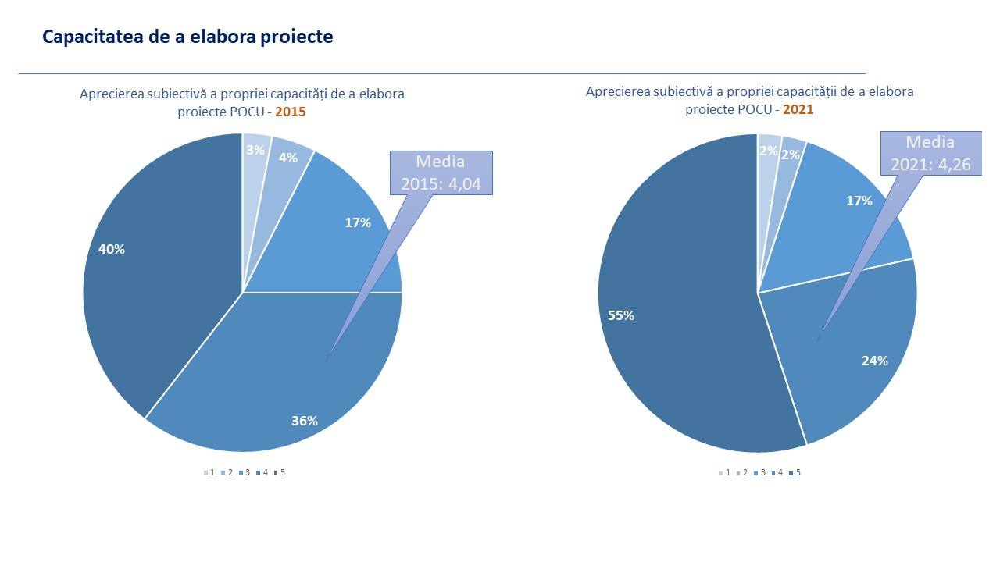 Capacitatea de a elabora proiecte
Aprecierea subiectivă a propriei capacități de a elabora
proiecte POCU - 2015
3%
4%
17%
36%
40%
Media
2015: 4,04
1 2 3 4 5
Aprecierea subiectivă a propriei capacității de a elabora
proiecte POCU - 2021
2%
2%
17%
24%
55%
Media
2021: 4,26
1 2 3 4 5